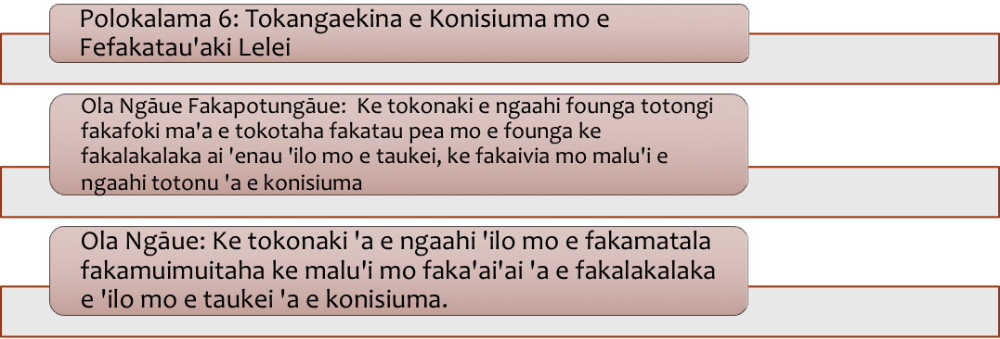 Polokalama 6: Tokangaekina e Konisiuma mo e
Fefakatau'aki Lelei
Ola Ngāue Fakapotungāue:  Ke tokonaki e ngaahi founga totongi
fakafoki ma'a e tokotaha fakatau pea mo e founga ke
fakalakalaka ai 'enau 'ilo mo e taukei, ke fakaivia mo malu'i e
ngaahi totonu 'a e konisiuma
Ola Ngāue: Ke tokonaki 'a e ngaahi 'ilo mo e fakamatala
fakamuimuitaha ke malu'i mo faka'ai'ai 'a e fakalakalaka
e 'ilo mo e taukei 'a e konisiuma.